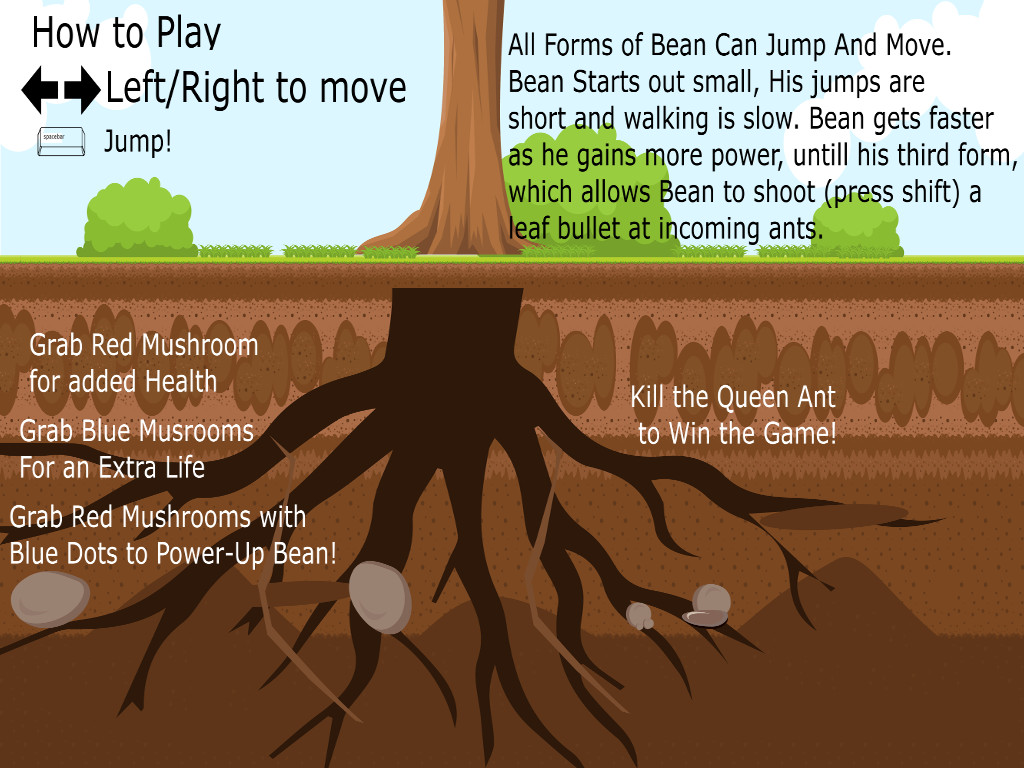 How to Play
Left/Right to move
spacebar
Jump!
All Forms of Bean Can Jump And Move.
Bean Starts out small, His jumps are
short and walking is slow. Bean gets faster
as he gains more power, untill his third form,
which allows Bean to shoot (press shift) a
leaf bullet at incoming ants.
Grab Red Mushroom
for added Health
Grab Blue Musrooms
For an Extra Life
Grab Red Mushrooms with
Blue Dots to Power-Up Bean!
Kill the Queen Ant
to Win the Game!